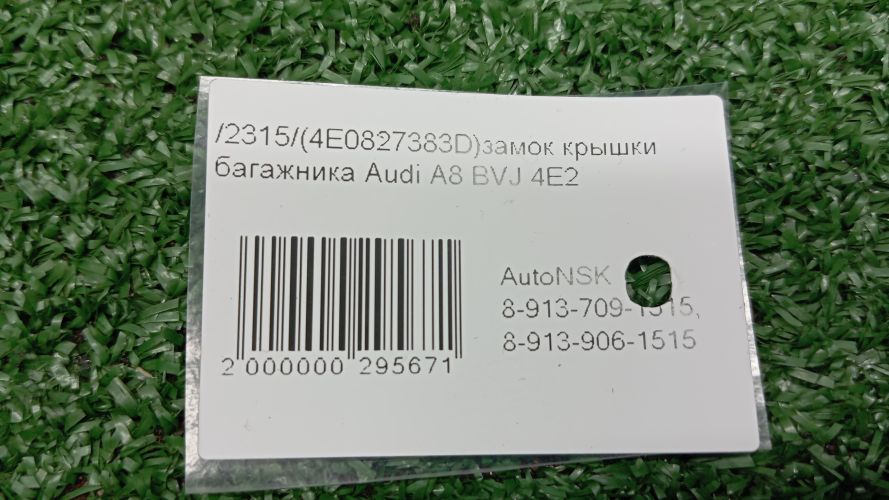 /2315/(4E0827383D)замок крышки
багажника Audi A8 BVJ 4E2
AutoNSK
8-913-709-1515,
8-913-906-1515
2 000000 295671